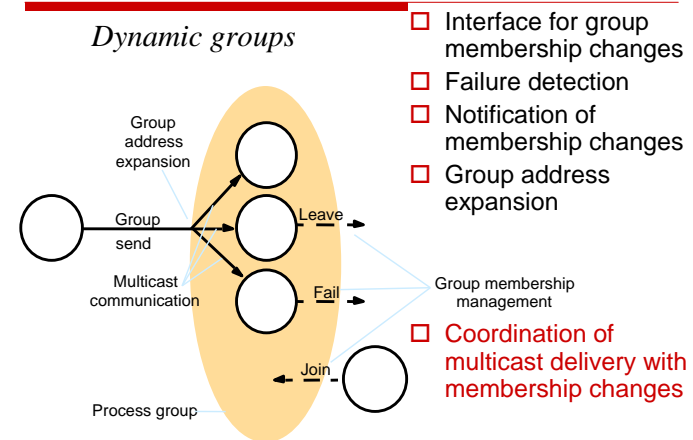 Dynamic groups
Interface for group
membership changes
Failure detection
Notification of
membership changes
Group address
expansion
Coordination of
multicast delivery with
membership changes
Group
address
expansion
Group
send
Multicast
communication
Leave
Fail
Join
Group membership
management
Process group